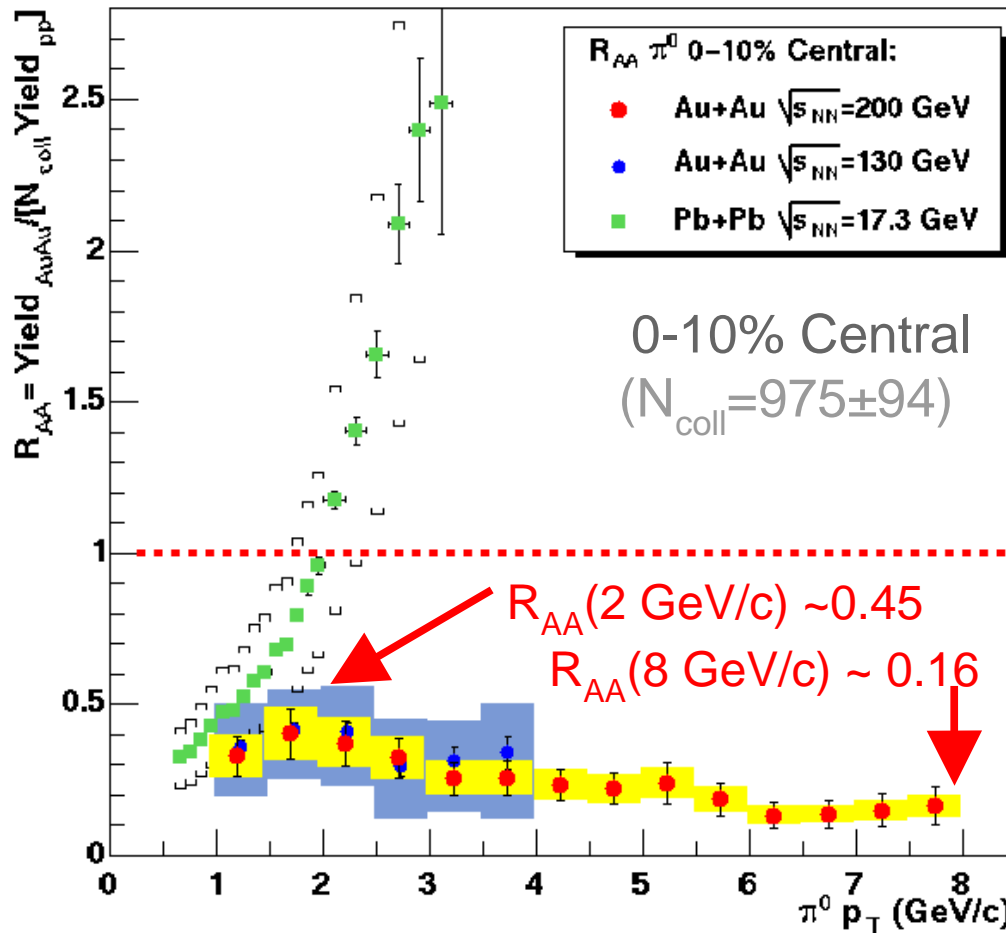 R_AA = Yield_AuAu/[N_coll Yield_pp]
R_AA π⁰ 0-10% Central:
Au+Au √s_NN=200 GeV
Au+Au √s_NN=130 GeV
Pb+Pb √s_NN=17.3 GeV
0-10% Central
(N_coll=975±94)
R_AA(2 GeV/c) ~0.45
R_AA(8 GeV/c) ~ 0.16
2.5
2
1.5
1
0.5
0
0 1 2 3 4 5 6 7 8
π⁰ p_T (GeV/c)